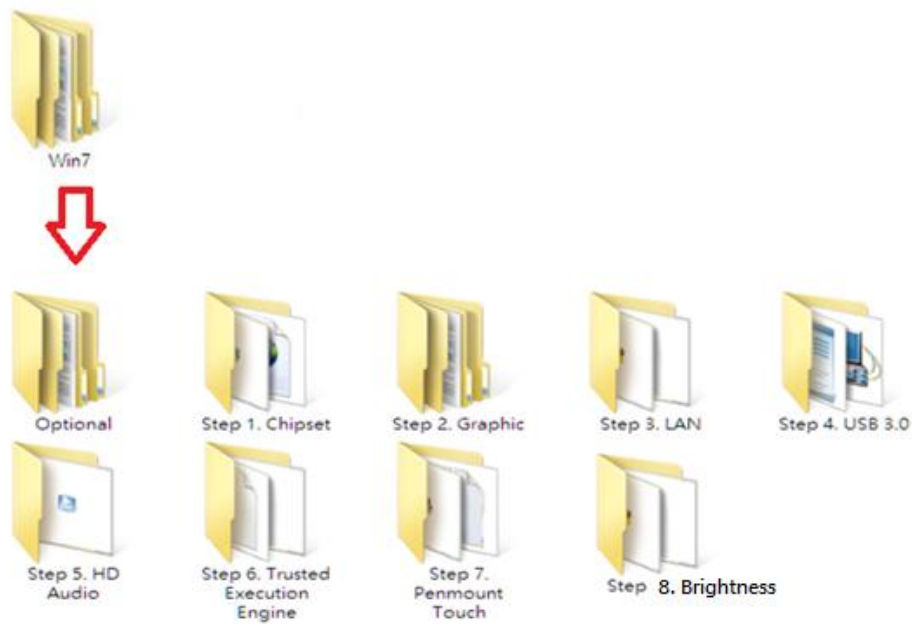 Win7
Optional
Step 1. Chipset
Step 2. Graphic
Step 3. LAN
Step 4. USB 3.0
Step 5. HD
Audio
Step 6. Trusted
Execution
Engine
Step 7.
Penmount
Touch
Step 8. Brightness